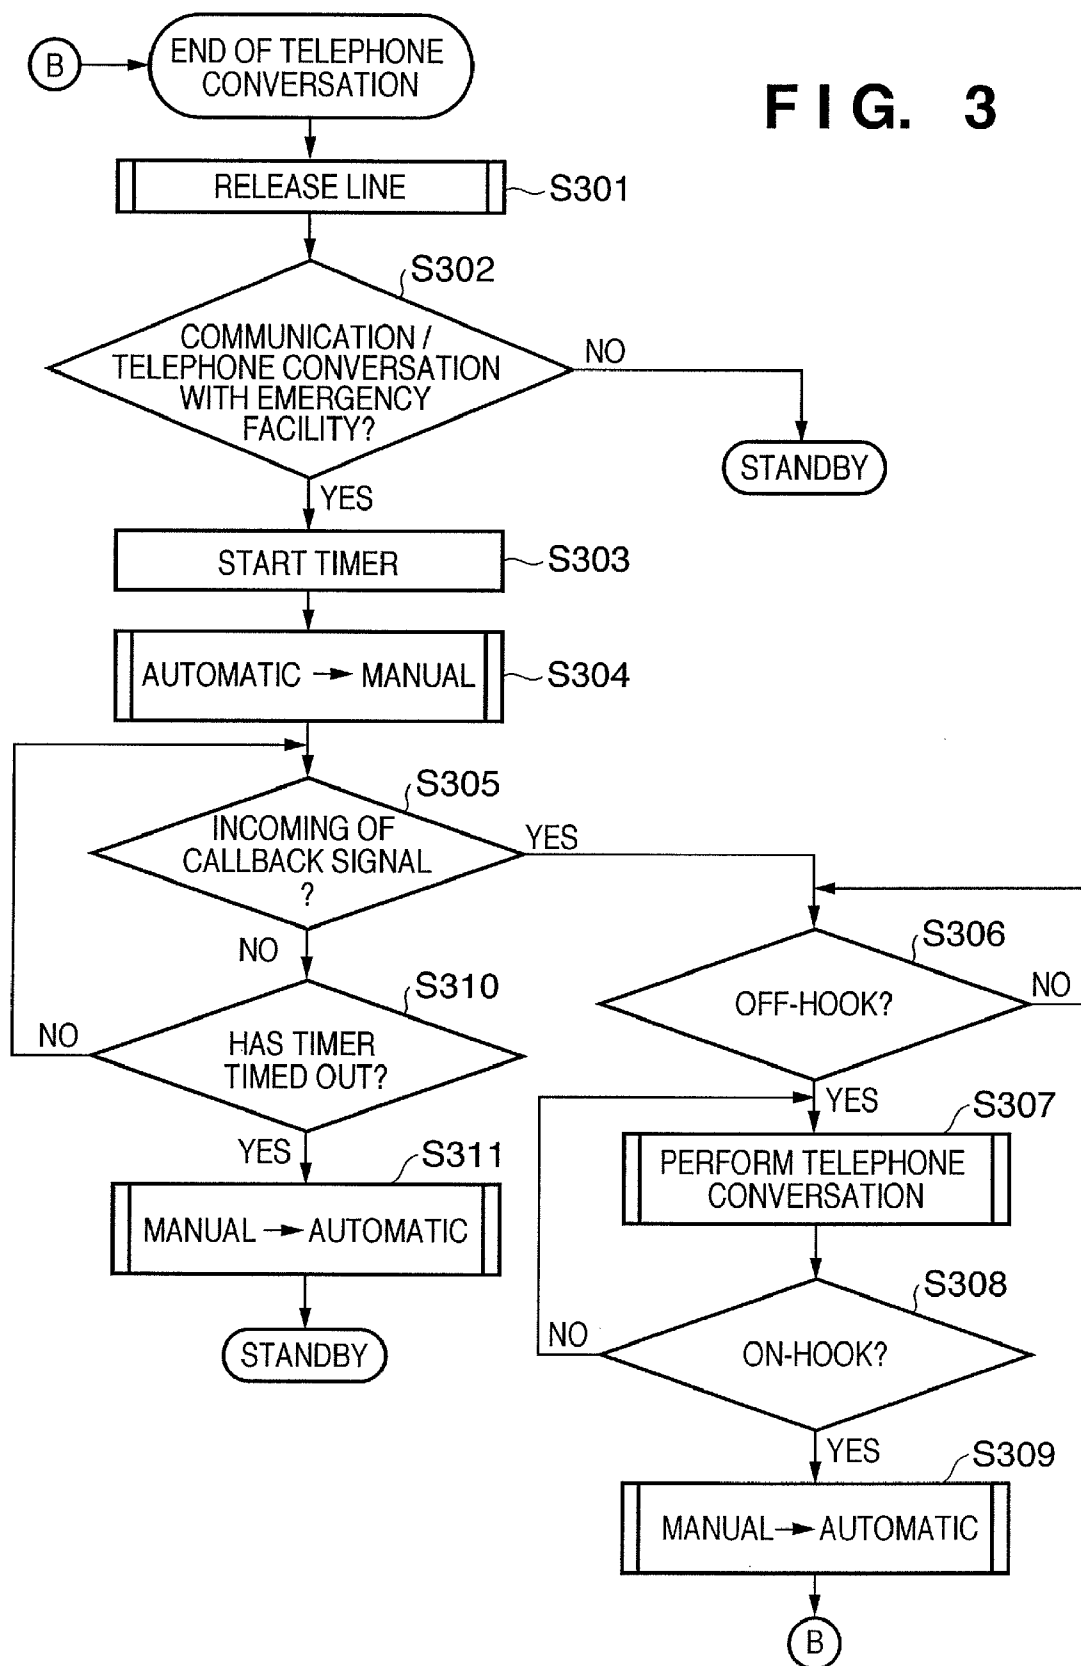 B
END OF TELEPHONE
CONVERSATION
FIG. 3
RELEASE LINE
S301
S302
COMMUNICATION /
TELEPHONE CONVERSATION
WITH EMERGENCY
FACILITY?
NO
STANDBY
YES
START TIMER
S303
AUTOMATIC → MANUAL
S304
S305
INCOMING OF
CALLBACK SIGNAL
?
YES
NO
S306
OFF-HOOK?
NO
S310
HAS TIMER
TIMED OUT?
NO
YES
YES
S307
PERFORM TELEPHONE
CONVERSATION
S311
MANUAL → AUTOMATIC
STANDBY
S308
ON-HOOK?
NO
YES
S309
MANUAL → AUTOMATIC
B